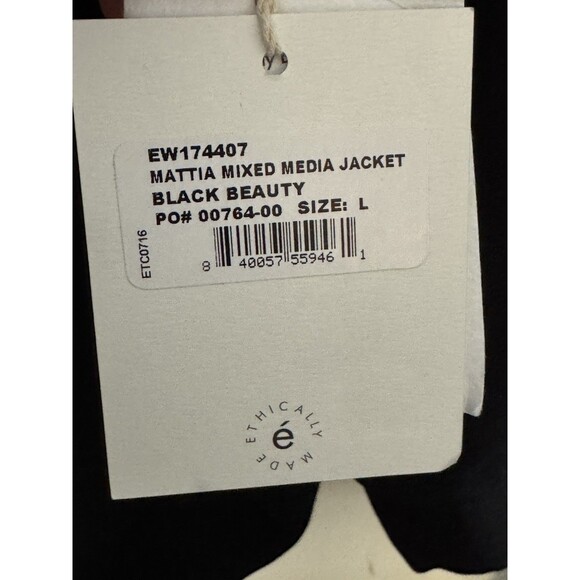 EW174407
MATTIA MIXED MEDIA JACKET
BLACK BEAUTY
PO# 00764-00 SIZE: L
8 40057 55946 1
ETC0716
ETHICALLY MADE
é